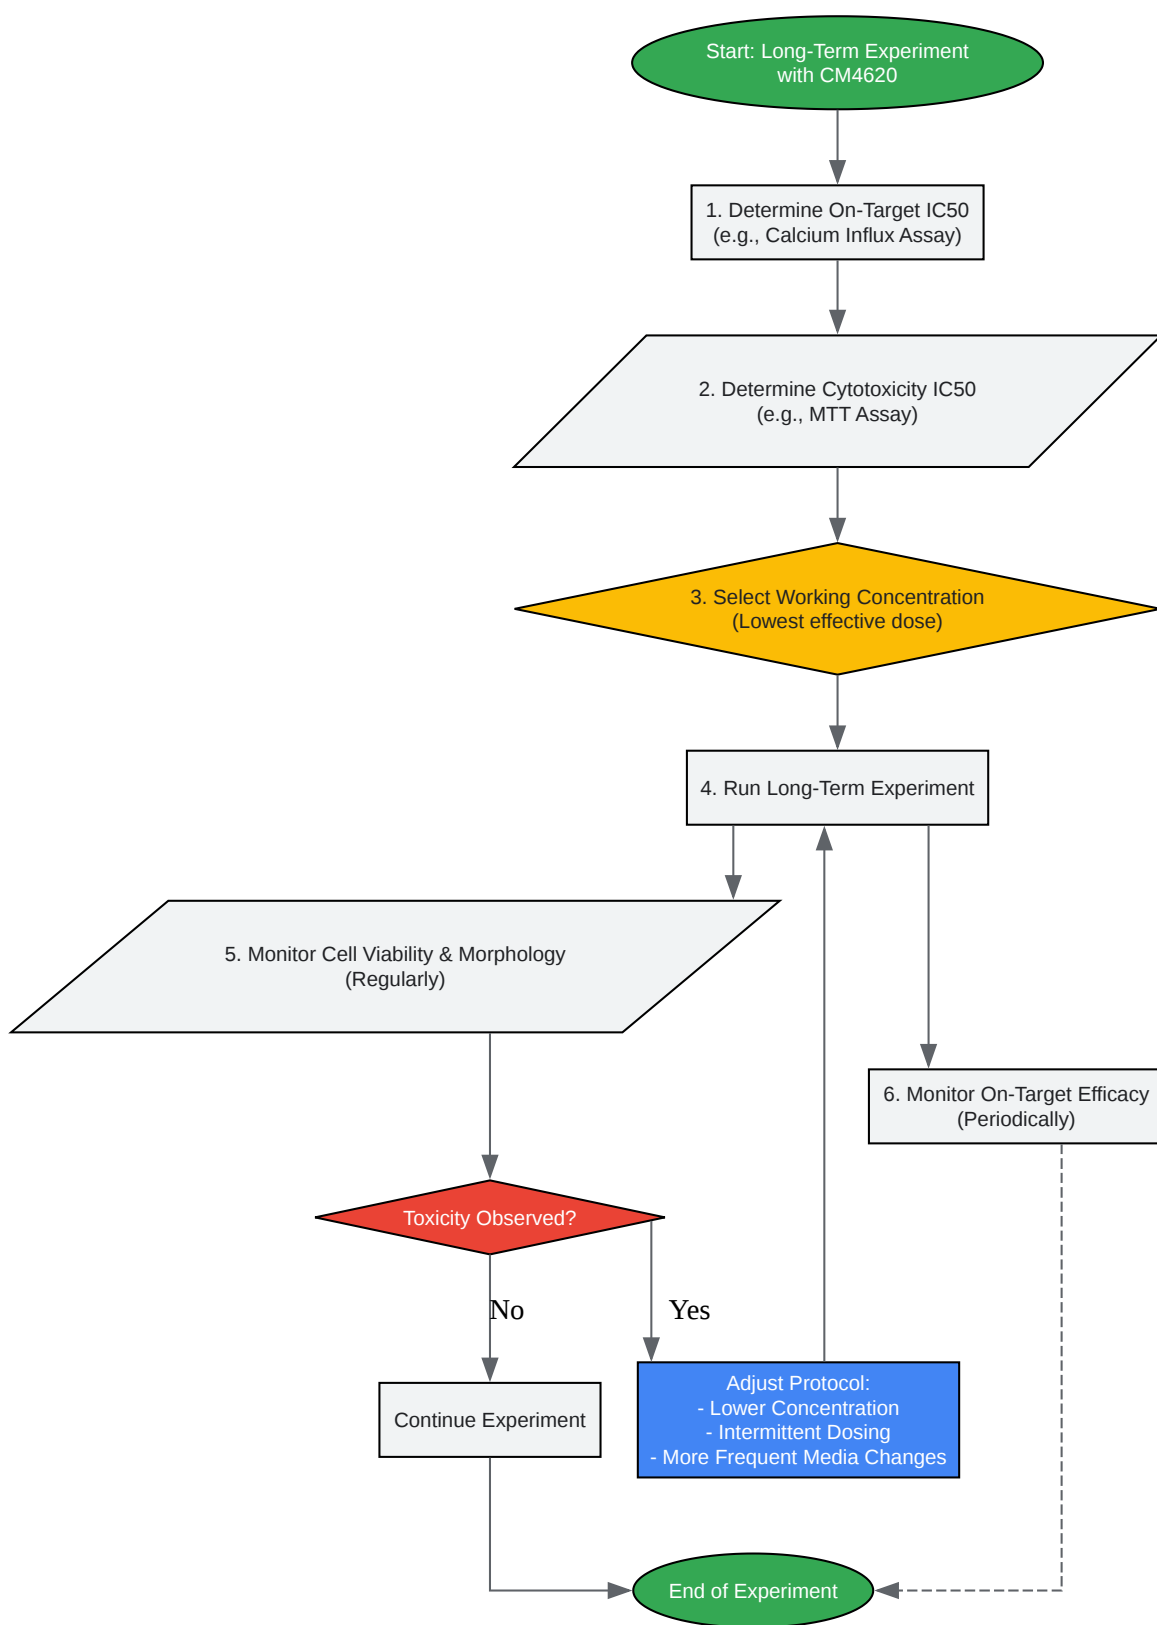 Start: Long-Term Experiment
with CM4620
1. Determine On-Target IC50
(e.g., Calcium Influx Assay)
2. Determine Cytotoxicity IC50
(e.g., MTT Assay)
3. Select Working Concentration
(Lowest effective dose)
4. Run Long-Term Experiment
5. Monitor Cell Viability & Morphology
(Regularly)
6. Monitor On-Target Efficacy
(Periodically)
Toxicity Observed?
No
Yes
Continue Experiment
Adjust Protocol:
- Lower Concentration
- Intermittent Dosing
- More Frequent Media Changes
End of Experiment